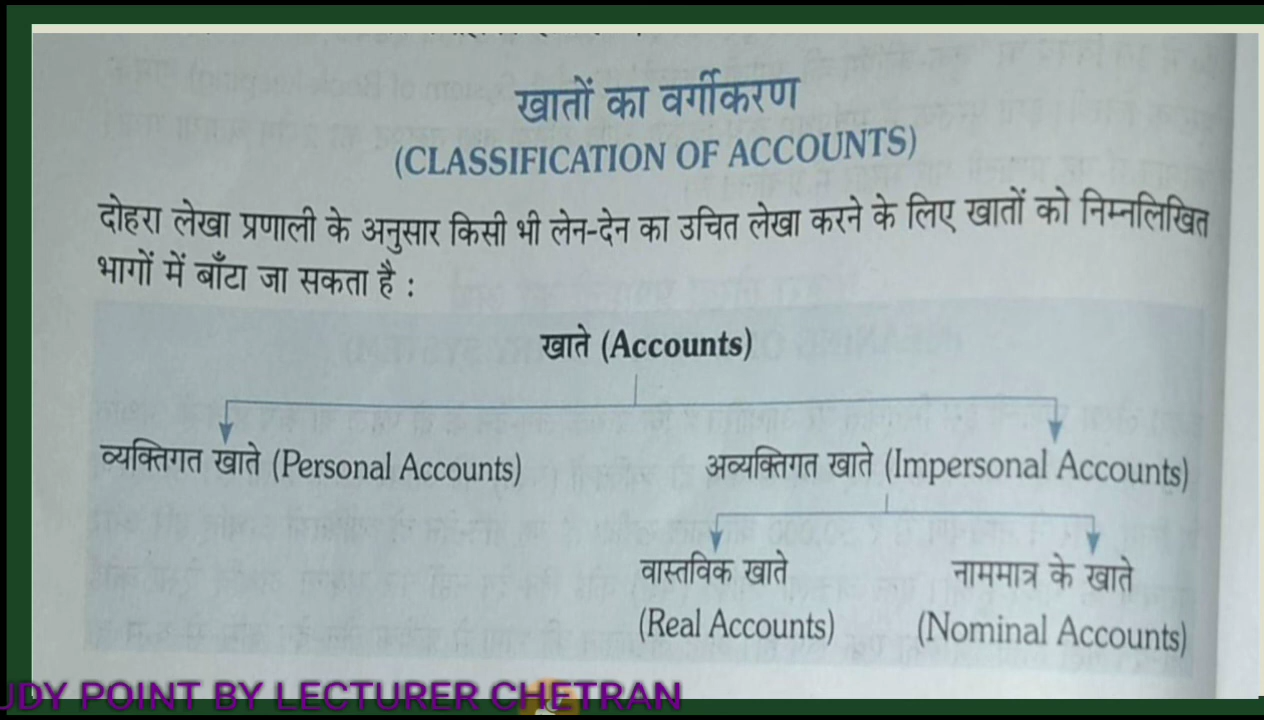 खातों का वर्गीकरण
(CLASSIFICATION OF ACCOUNTS)
दोहरा लेखा प्रणाली के अनुसार किसी भी लेन-देन का उचित लेखा करने के लिए खातों को निम्नलिखित
भागों में बाँटा जा सकता है :
खाते (Accounts)
व्यक्तिगत खाते (Personal Accounts) अव्यक्तिगत खाते (Impersonal Accounts)
वास्तविक खाते नाममात्र के खाते
(Real Accounts) (Nominal Accounts)
UDY POINT BY LECTURER CHETRAN